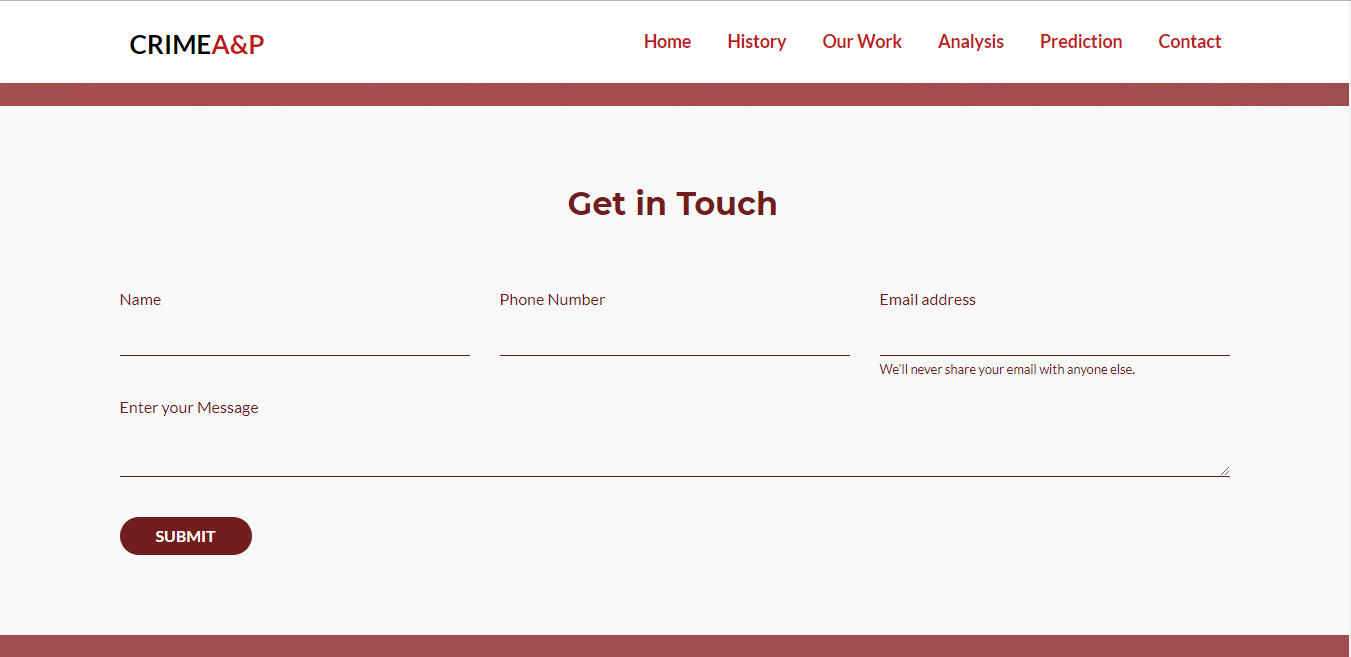 CRIMEA&P
Home History Our Work Analysis Prediction Contact
Get in Touch
Name Phone Number Email address
We'll never share your email with anyone else.
Enter your Message
SUBMIT